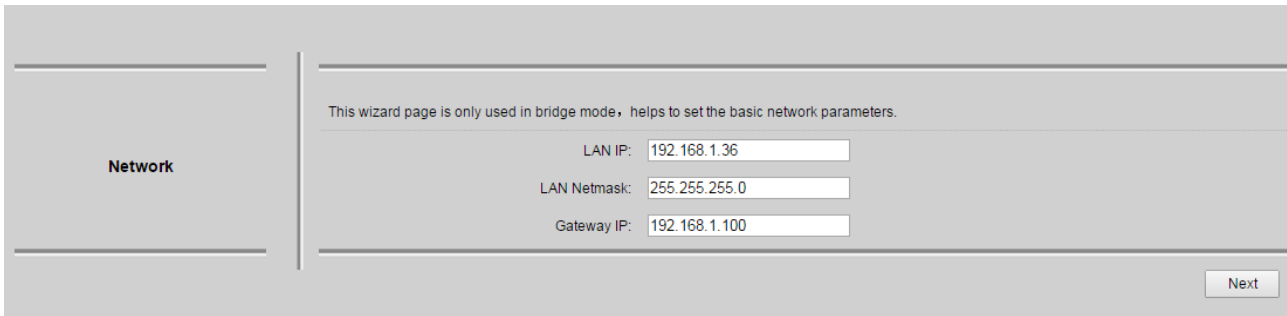 This wizard page is only used in bridge mode，helps to set the basic network parameters.
Network
LAN IP: 192.168.1.36
LAN Netmask: 255.255.255.0
Gateway IP: 192.168.1.100
Next